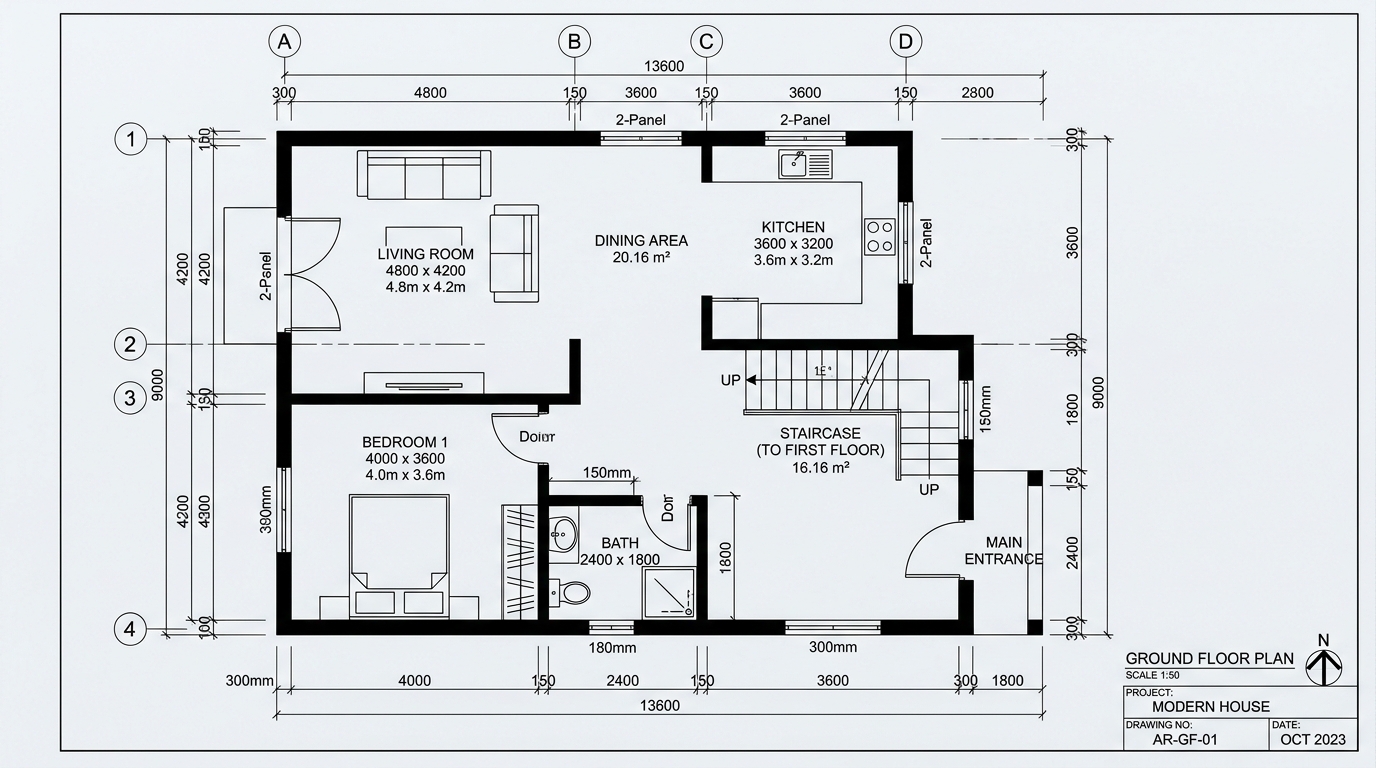 A
B
C
D
13600
300
4800
150
3600
150
3600
150
2800
2-Panel
2-Panel
1
2
3
4
9000
4200
4200
150
4200
2-Panel
LIVING ROOM
4800 x 4200
4.8m x 4.2m
DINING AREA
20.16 m²
KITCHEN
3600 x 3200
3.6m x 3.2m
2-Panel
300
3600
300
1800
150
2400
300
9000
UP
STAIRCASE
(TO FIRST FLOOR)
16.16 m²
UP
150mm
BEDROOM 1
4000 x 3600
4.0m x 3.6m
150mm
BATH
2400 x 1800
1800
MAIN
ENTRANCE
180mm
300mm
300mm
4000
150
2400
150
3600
300
1800
13600
N
GROUND FLOOR PLAN
SCALE 1:50
PROJECT:
MODERN HOUSE
DRAWING NO:
AR-GF-01
DATE:
OCT 2023